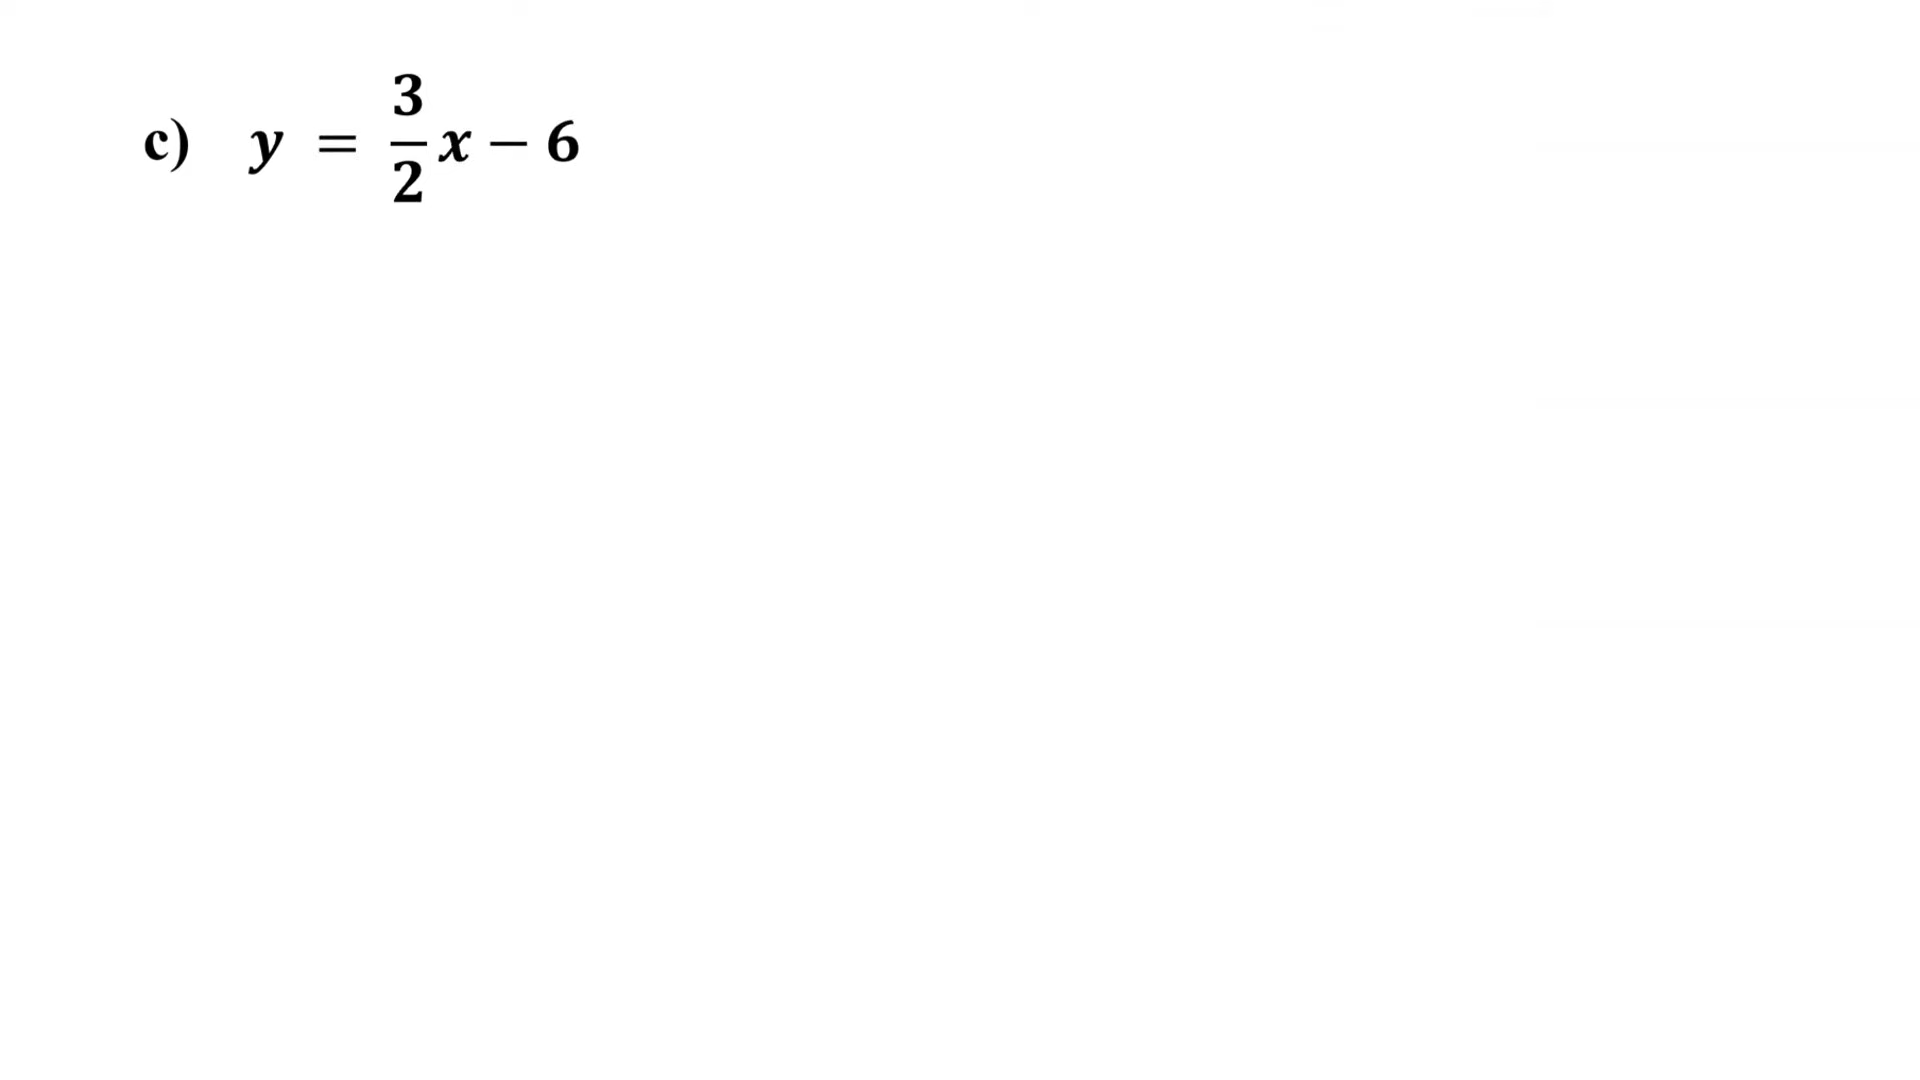 c) y = 3/2 x − 6